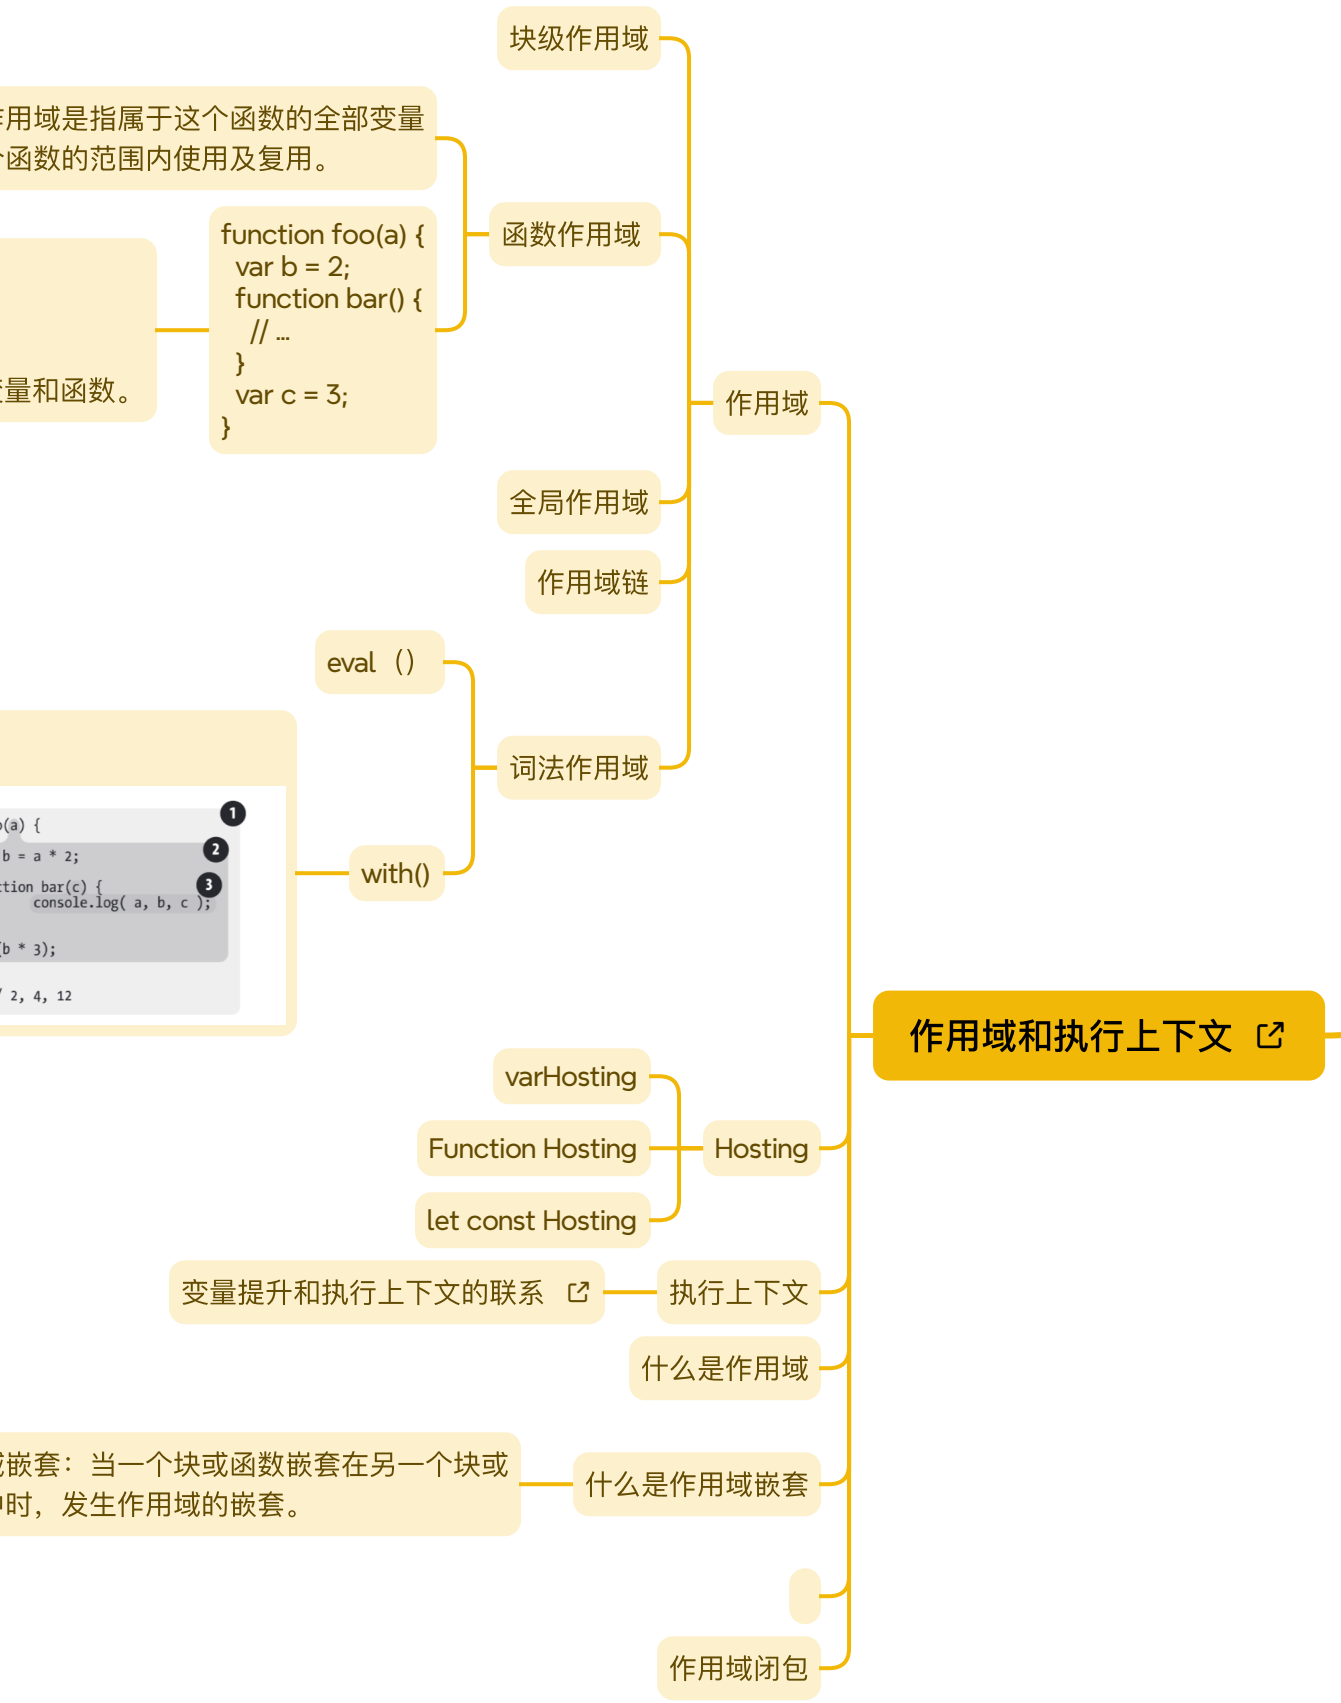 块级作用域
用域是指属于这个函数的全部变量
函数的范围内使用及复用。
函数作用域
function foo(a) {
var b = 2;
function bar() {
// ...
}
var c = 3;
}
量和函数。
作用域
全局作用域
作用域链
eval（）
词法作用域
with()
(a) {
b = a * 2;
ction bar(c) {
console.log( a, b, c );
(b * 3);
/ 2, 4, 12
1
2
3
作用域和执行上下文
varHosting
Function Hosting
Hosting
let const Hosting
变量提升和执行上下文的联系
执行上下文
什么是作用域
嵌套：当一个块或函数嵌套在另一个块或
时，发生作用域的嵌套。
什么是作用域嵌套
作用域闭包